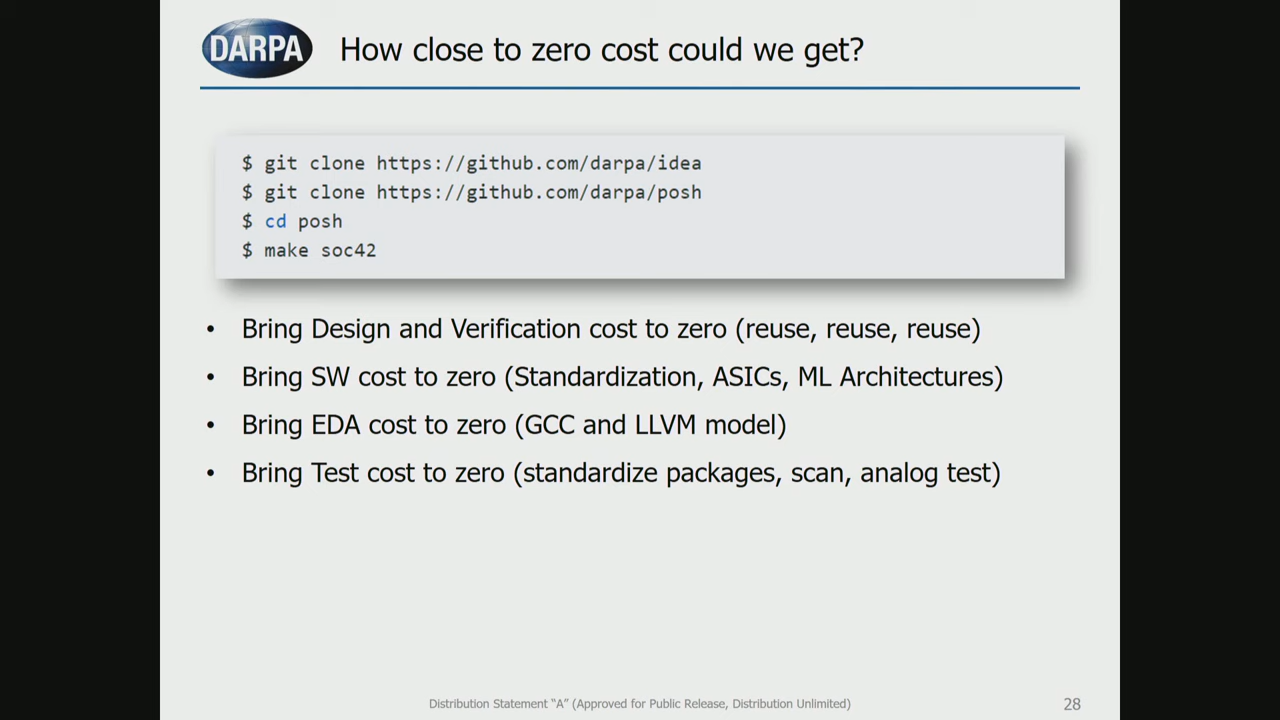 DARPA
How close to zero cost could we get?
$ git clone https://github.com/darpa/idea
$ git clone https://github.com/darpa/posh
$ cd posh
$ make soc42
• Bring Design and Verification cost to zero (reuse, reuse, reuse)
• Bring SW cost to zero (Standardization, ASICs, ML Architectures)
• Bring EDA cost to zero (GCC and LLVM model)
• Bring Test cost to zero (standardize packages, scan, analog test)
Distribution Statement “A” (Approved for Public Release, Distribution Unlimited)
28